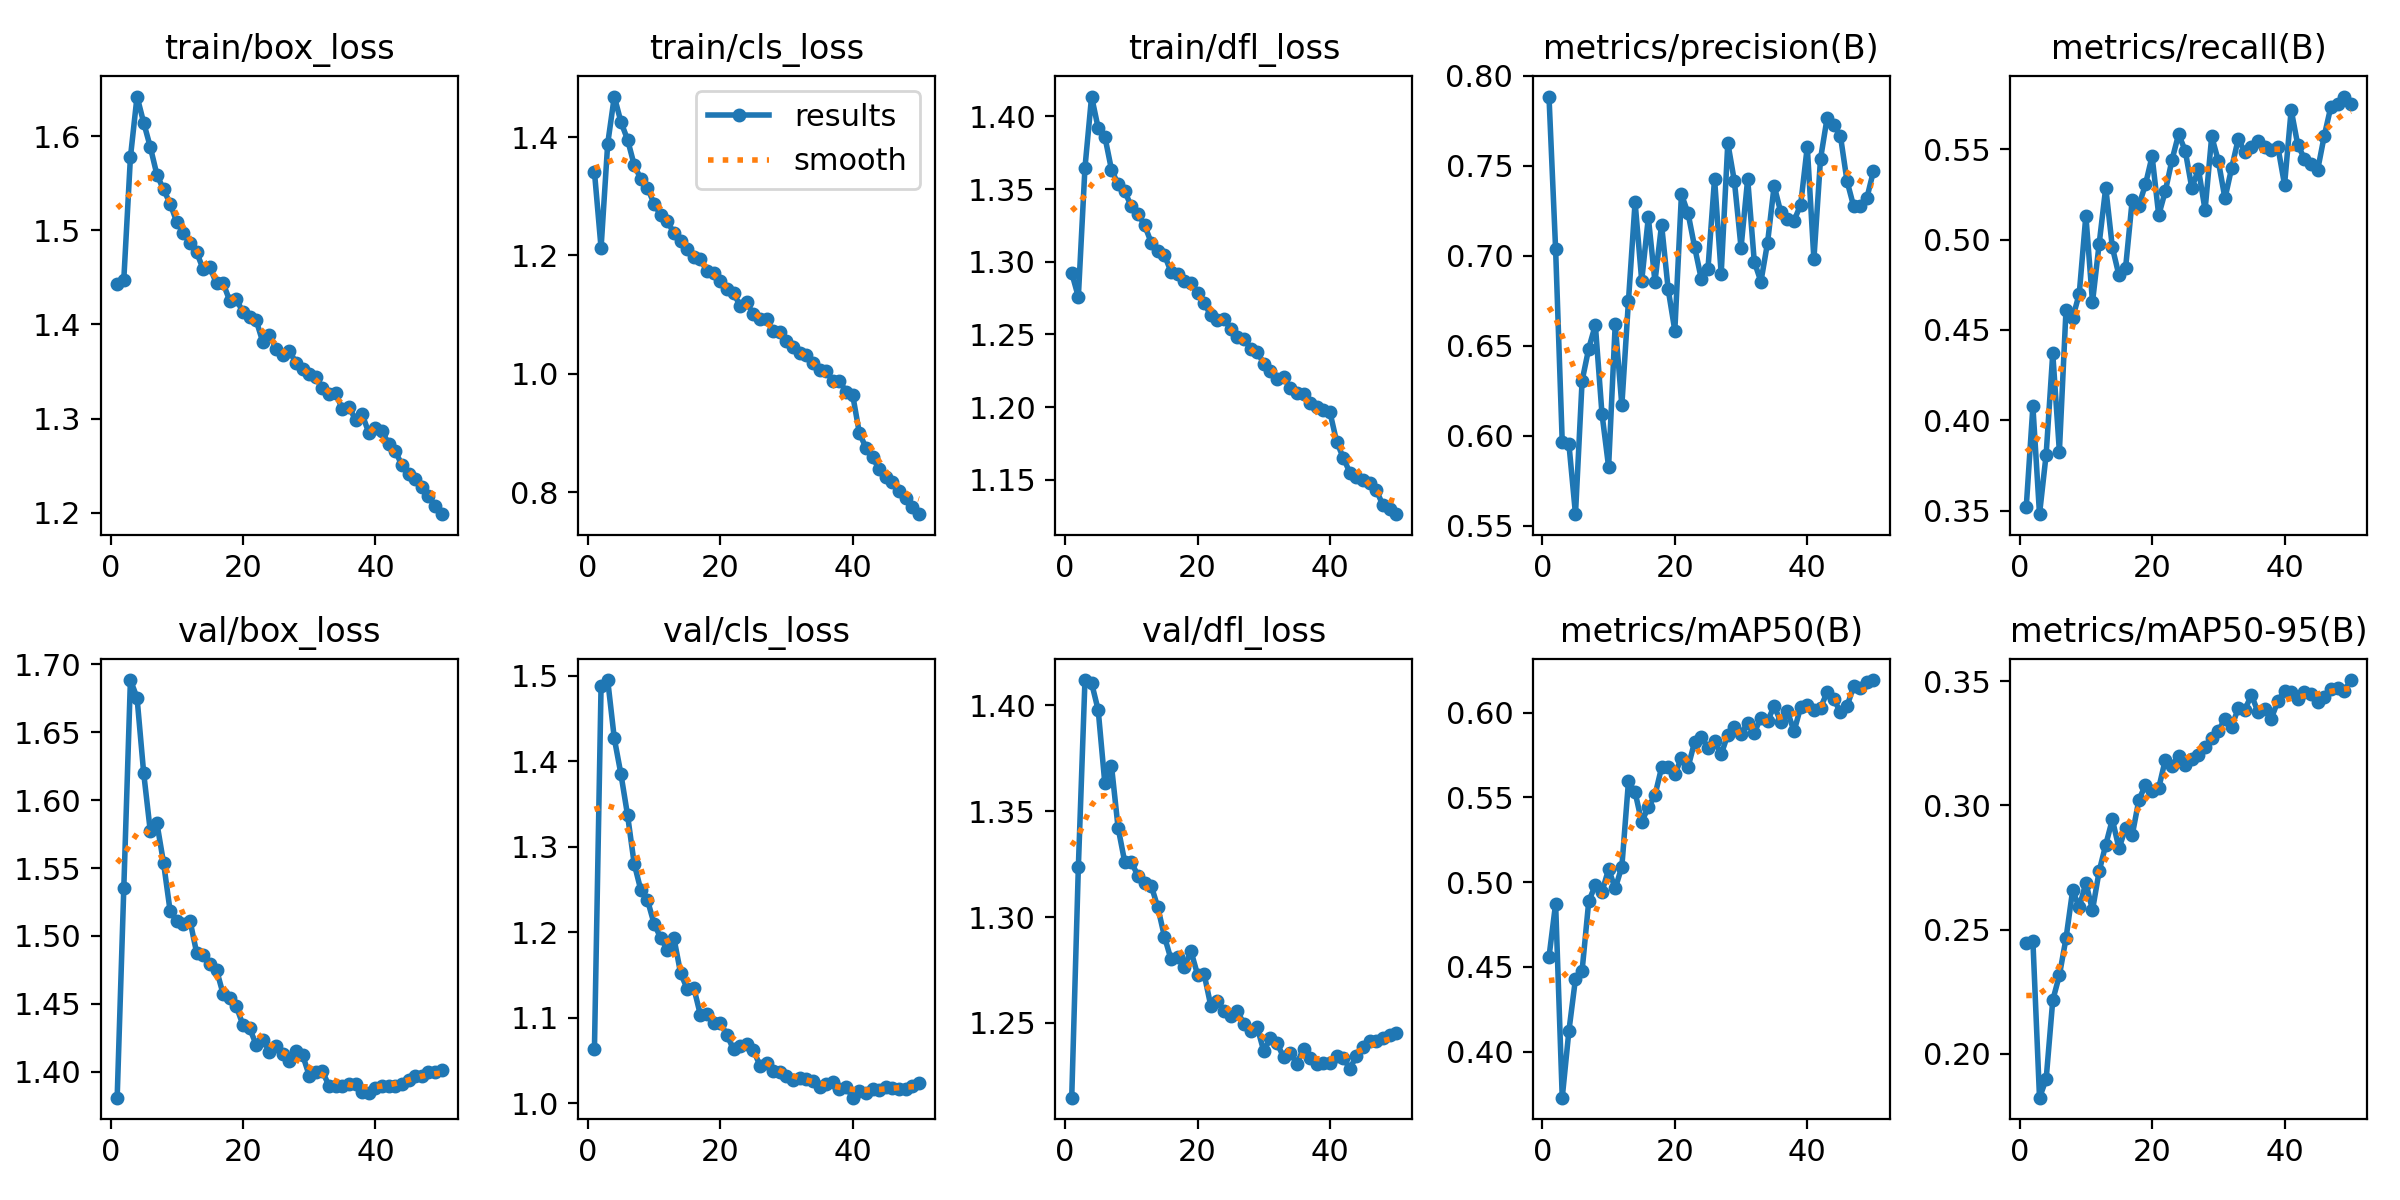 train/box_loss
1.6
1.5
1.4
1.3
1.2
0 20 40
train/cls_loss
results
smooth
1.4
1.2
1.0
0.8
0 20 40
train/dfl_loss
1.40
1.35
1.30
1.25
1.20
1.15
0 20 40
metrics/precision(B)
0.80
0.75
0.70
0.65
0.60
0.55
0 20 40
metrics/recall(B)
0.55
0.50
0.45
0.40
0.35
0 20 40
val/box_loss
1.70
1.65
1.60
1.55
1.50
1.45
1.40
0 20 40
val/cls_loss
1.5
1.4
1.3
1.2
1.1
1.0
0 20 40
val/dfl_loss
1.40
1.35
1.30
1.25
0 20 40
metrics/mAP50(B)
0.60
0.55
0.50
0.45
0.40
0 20 40
metrics/mAP50-95(B)
0.35
0.30
0.25
0.20
0 20 40